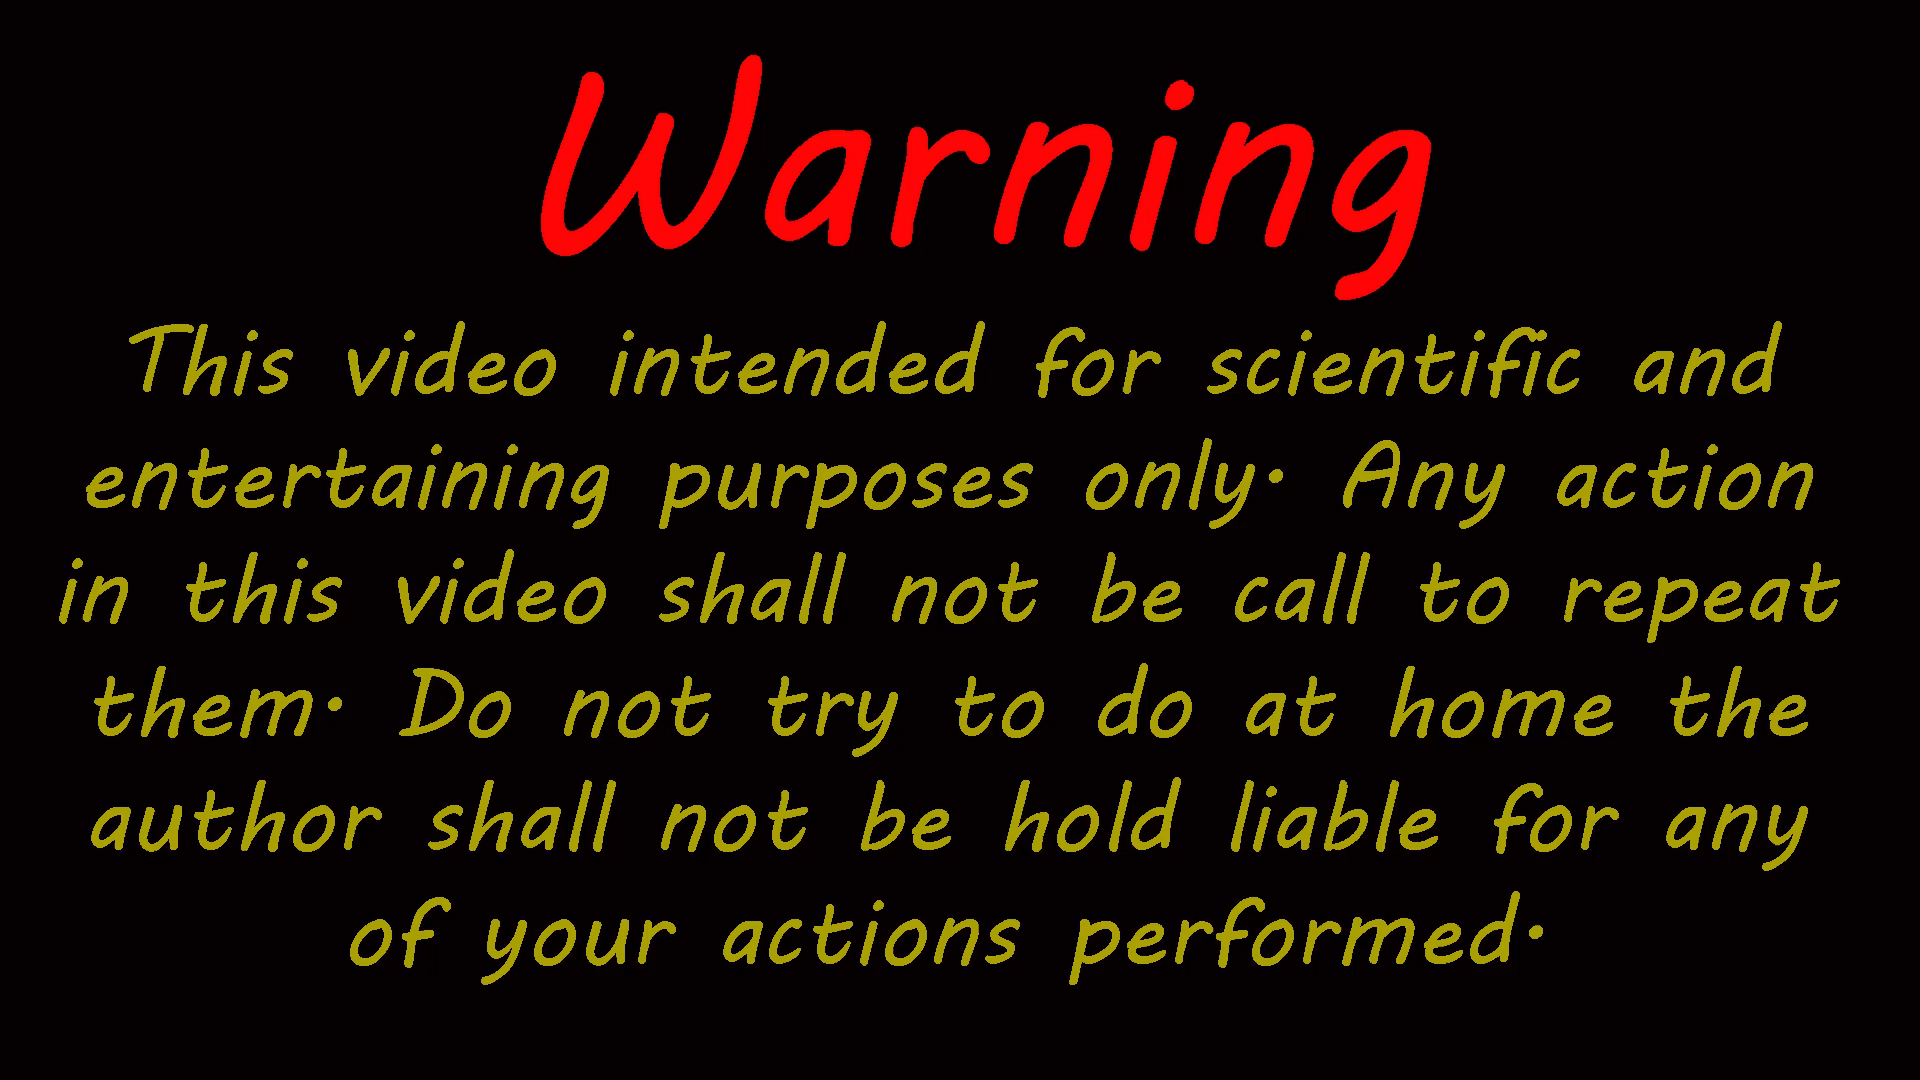 Warning
This video intended for scientific and
entertaining purposes only. Any action
in this video shall not be call to repeat
them. Do not try to do at home the
author shall not be hold liable for any
of your actions performed.